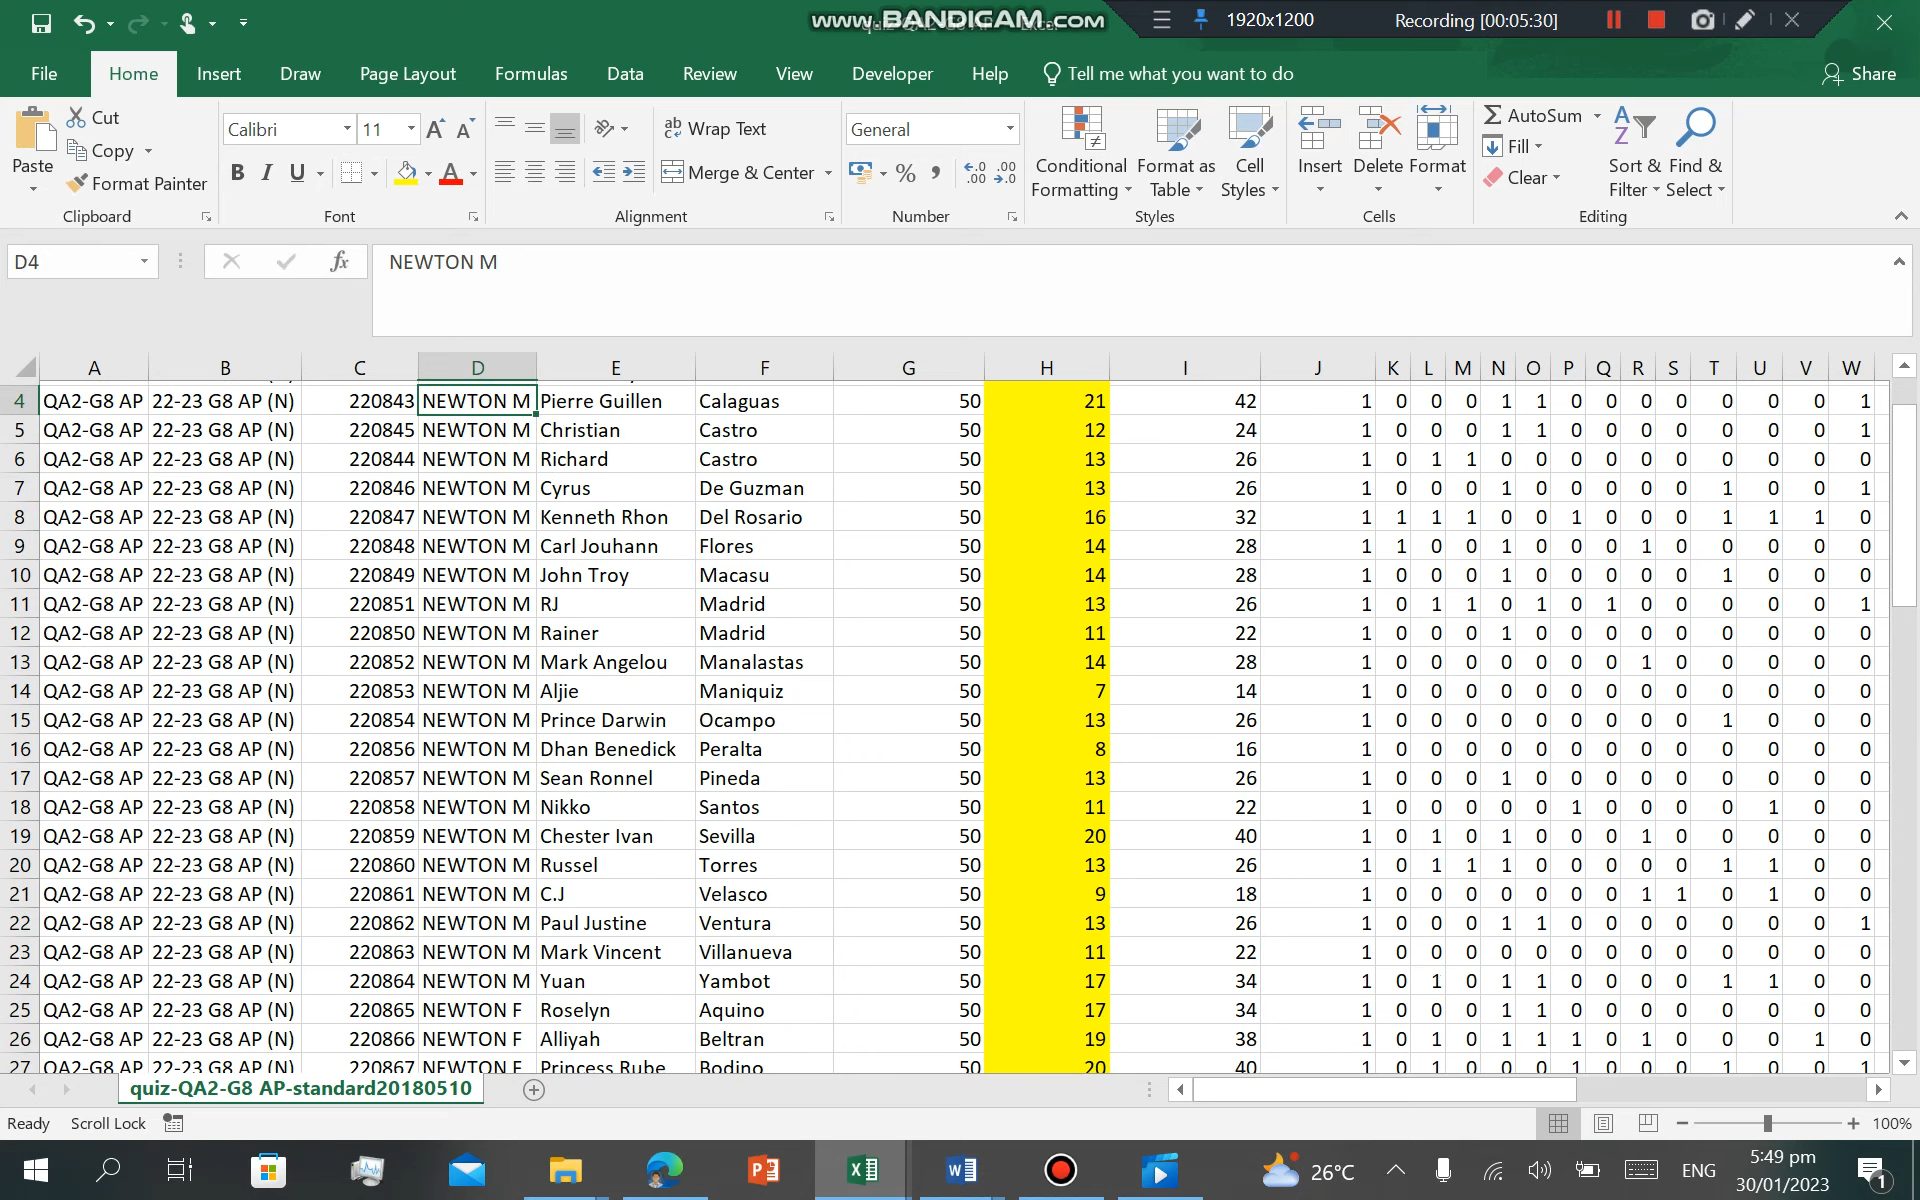 www.BANDICAM.com
1920x1200 Recording [00:05:30]
File Home Insert Draw Page Layout Formulas Data Review View Developer Help Tell me what you want to do Share
Paste Cut Copy Format Painter Clipboard
Calibri 11 B I U Font
Wrap Text Merge & Center Alignment
General Number
Conditional Formatting Format as Table Cell Styles Styles
Insert Delete Format Cells
AutoSum Fill Clear Sort & Filter Find & Select Editing
D4 fx NEWTON M
A B C D E F G H I J K L M N O P Q R S T U V W
4 QA2-G8 AP 22-23 G8 AP (N) 220843 NEWTON M Pierre Guillen Calaguas 50 21 42 1 0 0 0 1 1 0 0 0 0 0 0 0 1
5 QA2-G8 AP 22-23 G8 AP (N) 220845 NEWTON M Christian Castro 50 12 24 1 0 0 0 1 1 0 0 0 0 0 0 0 1
6 QA2-G8 AP 22-23 G8 AP (N) 220844 NEWTON M Richard Castro 50 13 26 1 0 1 1 0 0 0 0 0 0 0 0 0 0
7 QA2-G8 AP 22-23 G8 AP (N) 220846 NEWTON M Cyrus De Guzman 50 13 26 1 0 0 0 1 0 0 0 0 0 1 0 0 1
8 QA2-G8 AP 22-23 G8 AP (N) 220847 NEWTON M Kenneth Rhon Del Rosario 50 16 32 1 1 1 1 0 0 1 0 0 0 1 1 1 0
9 QA2-G8 AP 22-23 G8 AP (N) 220848 NEWTON M Carl Jouhann Flores 50 14 28 1 1 0 0 1 0 0 0 1 0 0 0 0 0
10 QA2-G8 AP 22-23 G8 AP (N) 220849 NEWTON M John Troy Macasu 50 14 28 1 0 0 0 1 0 0 0 0 0 1 0 0 0
11 QA2-G8 AP 22-23 G8 AP (N) 220851 NEWTON M RJ Madrid 50 13 26 1 0 1 1 0 1 0 1 0 0 0 0 0 1
12 QA2-G8 AP 22-23 G8 AP (N) 220850 NEWTON M Rainer Madrid 50 11 22 1 0 0 0 1 0 0 0 0 0 0 0 0 0
13 QA2-G8 AP 22-23 G8 AP (N) 220852 NEWTON M Mark Angelou Manalastas 50 14 28 1 0 0 0 0 0 0 0 1 0 0 0 0 0
14 QA2-G8 AP 22-23 G8 AP (N) 220853 NEWTON M Aljie Maniquiz 50 7 14 1 0 0 0 0 0 0 0 0 0 0 0 0 0
15 QA2-G8 AP 22-23 G8 AP (N) 220854 NEWTON M Prince Darwin Ocampo 50 13 26 1 0 0 0 0 0 0 0 0 0 1 0 0 0
16 QA2-G8 AP 22-23 G8 AP (N) 220856 NEWTON M Dhan Benedick Peralta 50 8 16 1 0 0 0 0 0 0 0 0 0 0 0 0 0
17 QA2-G8 AP 22-23 G8 AP (N) 220857 NEWTON M Sean Ronnel Pineda 50 13 26 1 0 0 0 1 0 0 0 0 0 0 0 0 0
18 QA2-G8 AP 22-23 G8 AP (N) 220858 NEWTON M Nikko Santos 50 11 22 1 0 0 0 0 0 1 0 0 0 0 1 0 0
19 QA2-G8 AP 22-23 G8 AP (N) 220859 NEWTON M Chester Ivan Sevilla 50 20 40 1 0 1 0 1 0 0 0 1 0 0 0 0 0
20 QA2-G8 AP 22-23 G8 AP (N) 220860 NEWTON M Russel Torres 50 13 26 1 0 1 1 1 0 0 0 0 0 1 1 0 0
21 QA2-G8 AP 22-23 G8 AP (N) 220861 NEWTON M C.J Velasco 50 9 18 1 0 0 0 0 0 0 0 1 1 0 1 0 0
22 QA2-G8 AP 22-23 G8 AP (N) 220862 NEWTON M Paul Justine Ventura 50 13 26 1 0 0 0 1 1 0 0 0 0 0 0 0 1
23 QA2-G8 AP 22-23 G8 AP (N) 220863 NEWTON M Mark Vincent Villanueva 50 11 22 1 0 0 0 0 0 0 0 0 0 0 0 0 0
24 QA2-G8 AP 22-23 G8 AP (N) 220864 NEWTON M Yuan Yambot 50 17 34 1 0 1 0 1 1 0 0 0 0 1 1 0 0
25 QA2-G8 AP 22-23 G8 AP (N) 220865 NEWTON F Roselyn Aquino 50 17 34 1 0 0 0 1 1 0 0 0 0 0 0 0 0
26 QA2-G8 AP 22-23 G8 AP (N) 220866 NEWTON F Alliyah Beltran 50 19 38 1 0 1 0 1 1 1 0 1 0 0 0 1 0
27 QA2-G8 AP 22-23 G8 AP (N) 220867 NEWTON F Princess Rube Bodino 50 20 40 1 0 1 0 0 0 1 0 0 0 1 0 0 1
quiz-QA2-G8 AP-standard20180510
Ready Scroll Lock 100%
26°C ENG 5:49 pm
30/01/2023 1